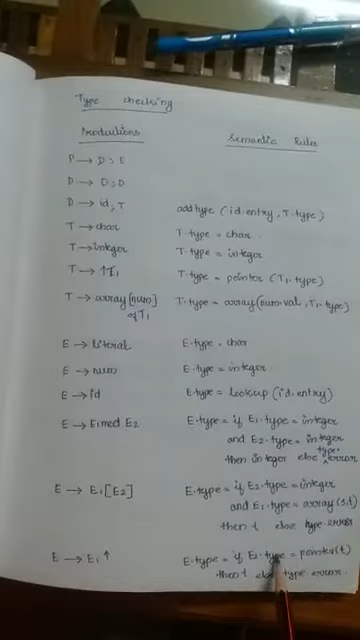 Type checking
Productions Semantic Rules
P → D ; E
D → D ; D
D → id ; T addtype (id.entry, T.type)
T → char T.type = char
T → integer T.type = integer
T → ↑T1 T.type = pointer (T1.type)
T → array[num] T.type = array(num.val, T1.type)
of T1
E → literal E.type = char
E → num E.type = integer
E → id E.type = lookup (id.entry)
E → E1 mod E2 E.type = if E1.type = integer
and E2.type = integer
type.
then integer else error
E → E1 [E2] E.type = if E2.type = integer
and E1.type = array(s,t)
then t else type error
E → E1 ↑ E.type = if E1.type = pointer(t)
then t else type error.